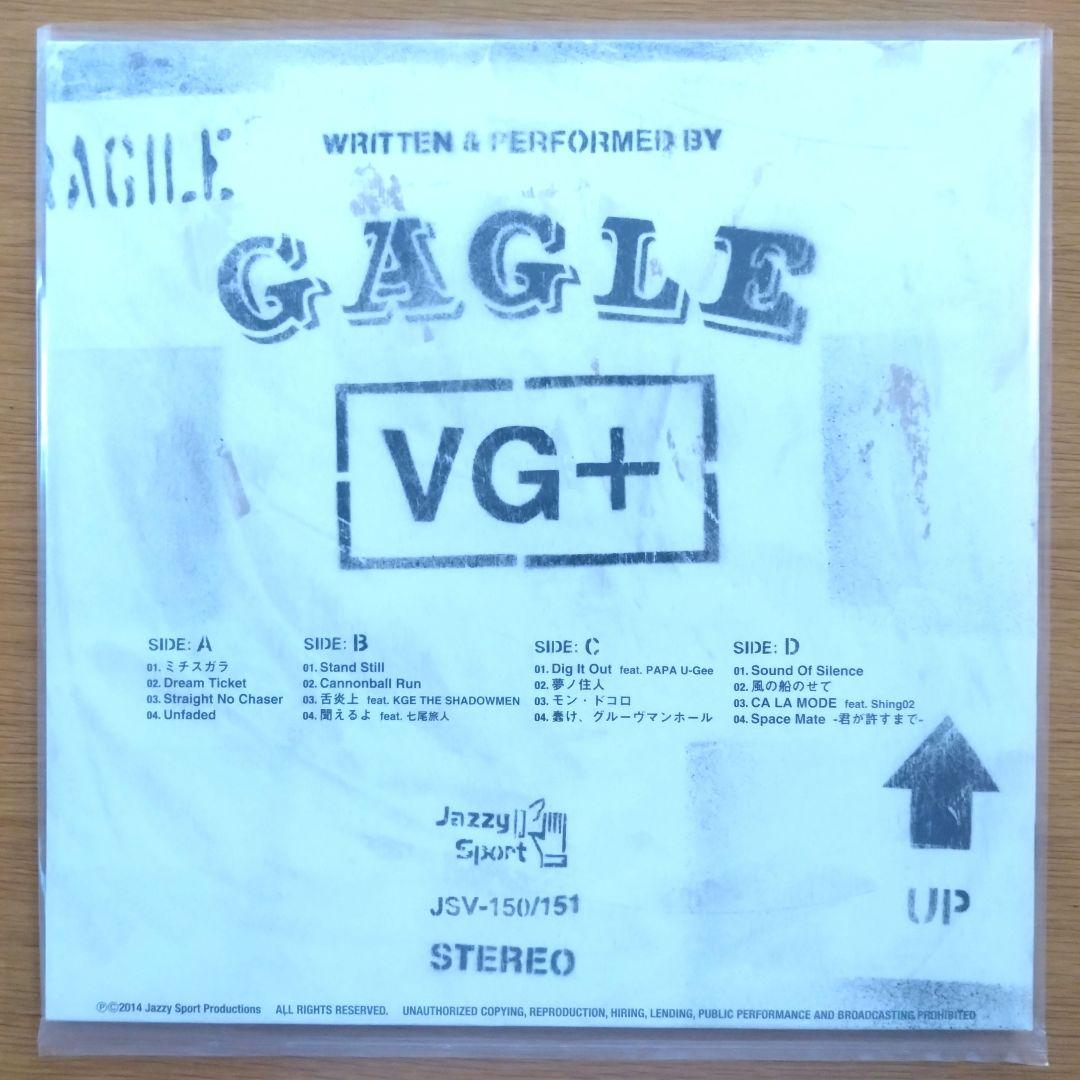 RAGILE
WRITTEN & PERFORMED BY
GAGLE
VG+
SIDE: A
01. ミチスガラ
02. Dream Ticket
03. Straight No Chaser
04. Unfaded
SIDE: B
01. Stand Still
02. Cannonball Run
03. 舌炎上 feat. KGE THE SHADOWMEN
04. 聞えるよ feat. 七尾旅人
SIDE: C
01. Dig It Out feat. PAPA U-Gee
02. 夢ノ住人
03. モン・ドコロ
04. 蠢け、グルーヴマンホール
SIDE: D
01. Sound Of Silence
02. 風の船のせて
03. CA LA MODE feat. Shing02
04. Space Mate -君が許すまで-
Jazzy
Sport
JSV-150/151
STEREO
UP
Ⓟ©2014 Jazzy Sport Productions ALL RIGHTS RESERVED. UNAUTHORIZED COPYING, REPRODUCTION, HIRING, LENDING, PUBLIC PERFORMANCE AND BROADCASTING PROHIBITED